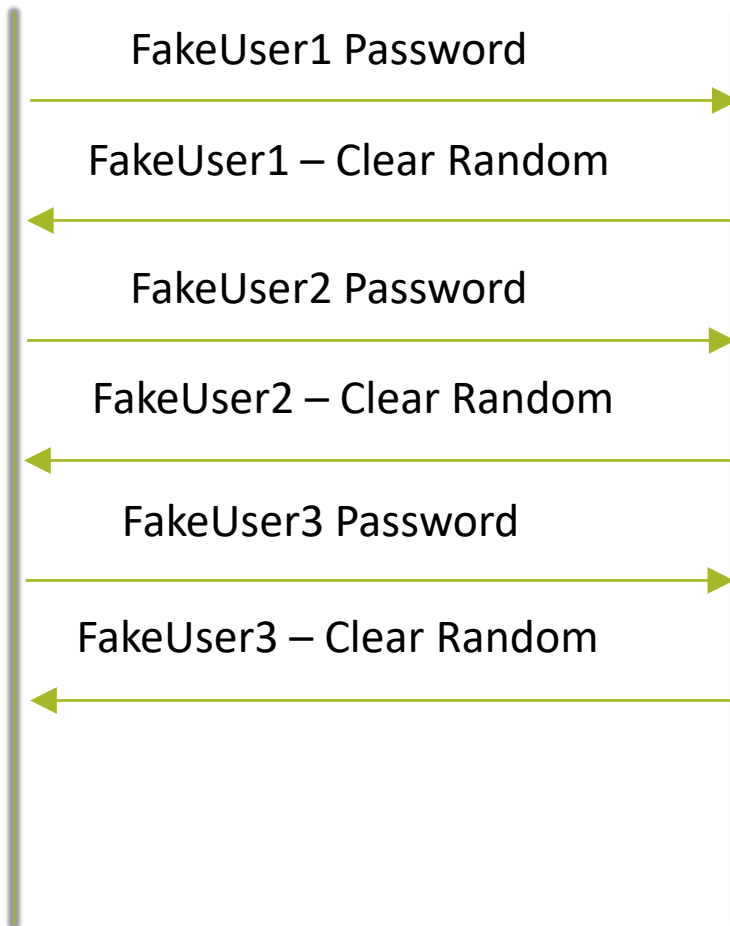 FakeUser1 Password
FakeUser1 – Clear Random
FakeUser2 Password
FakeUser2 – Clear Random
FakeUser3 Password
FakeUser3 – Clear Random